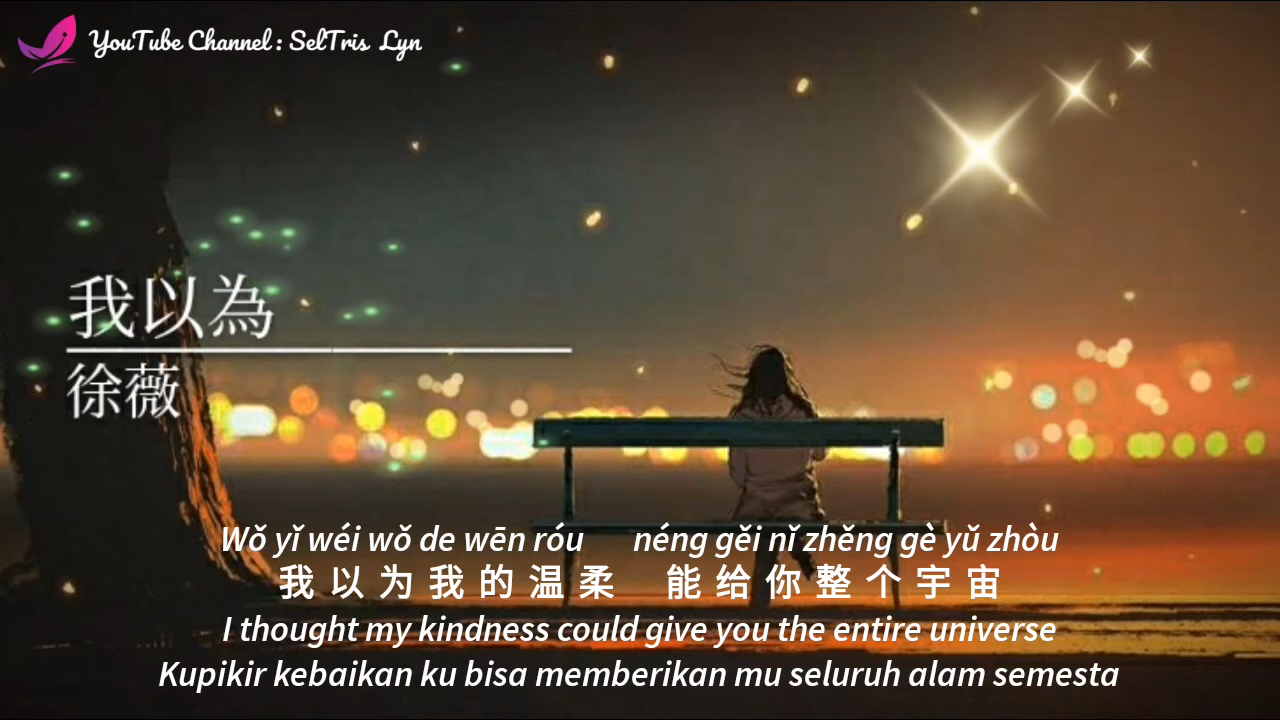 YouTube Channel : SelTris Lyn
我以為
徐薇
Wǒ yǐ wéi wǒ de wēn róu néng gěi nǐ zhěng gè yǔ zhòu
我以为我的温柔 能给你整个宇宙
I thought my kindness could give you the entire universe
Kupikir kebaikan ku bisa memberikan mu seluruh alam semesta